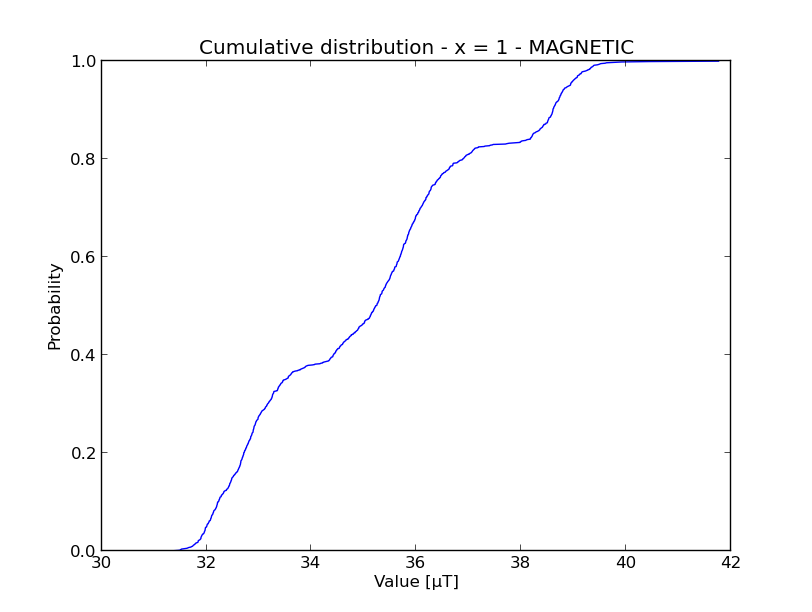 Cumulative distribution - x = 1 - MAGNETIC
1.0
0.8
0.6
0.4
0.2
0.0
Probability
30 32 34 36 38 40 42
Value [µT]